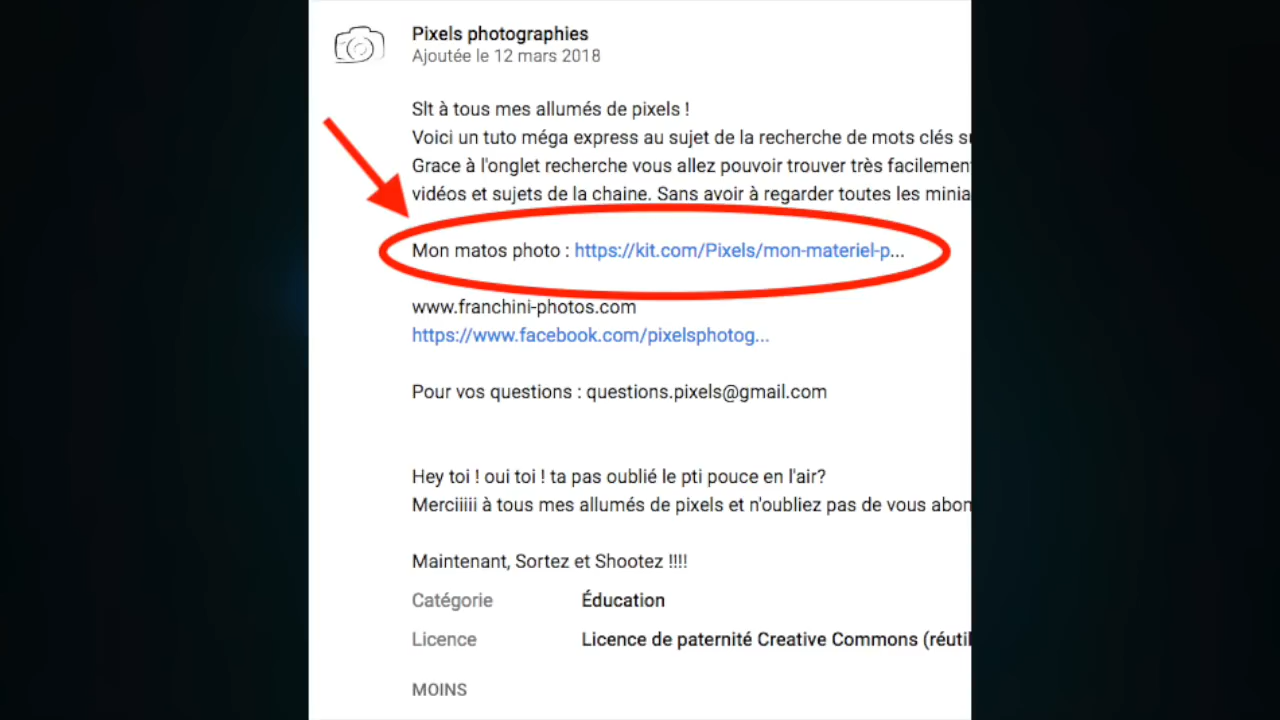 Pixels photographies
Ajoutée le 12 mars 2018
Slt à tous mes allumés de pixels !
Voici un tuto méga express au sujet de la recherche de mots clés
Grace à l'onglet recherche vous allez pouvoir trouver très facilement
vidéos et sujets de la chaine. Sans avoir à regarder toutes les
Mon matos photo : https://kit.com/Pixels/mon-materiel-p...
www.franchini-photos.com
https://www.facebook.com/pixelsphotog...
Pour vos questions : questions.pixels@gmail.com
Hey toi ! oui toi ! ta pas oublié le pti pouce en l'air?
Merciiiii à tous mes allumés de pixels et n'oubliez pas de vous
Maintenant, Sortez et Shootez !!!!
Catégorie Éducation
Licence Licence de paternité Creative Commons
MOINS